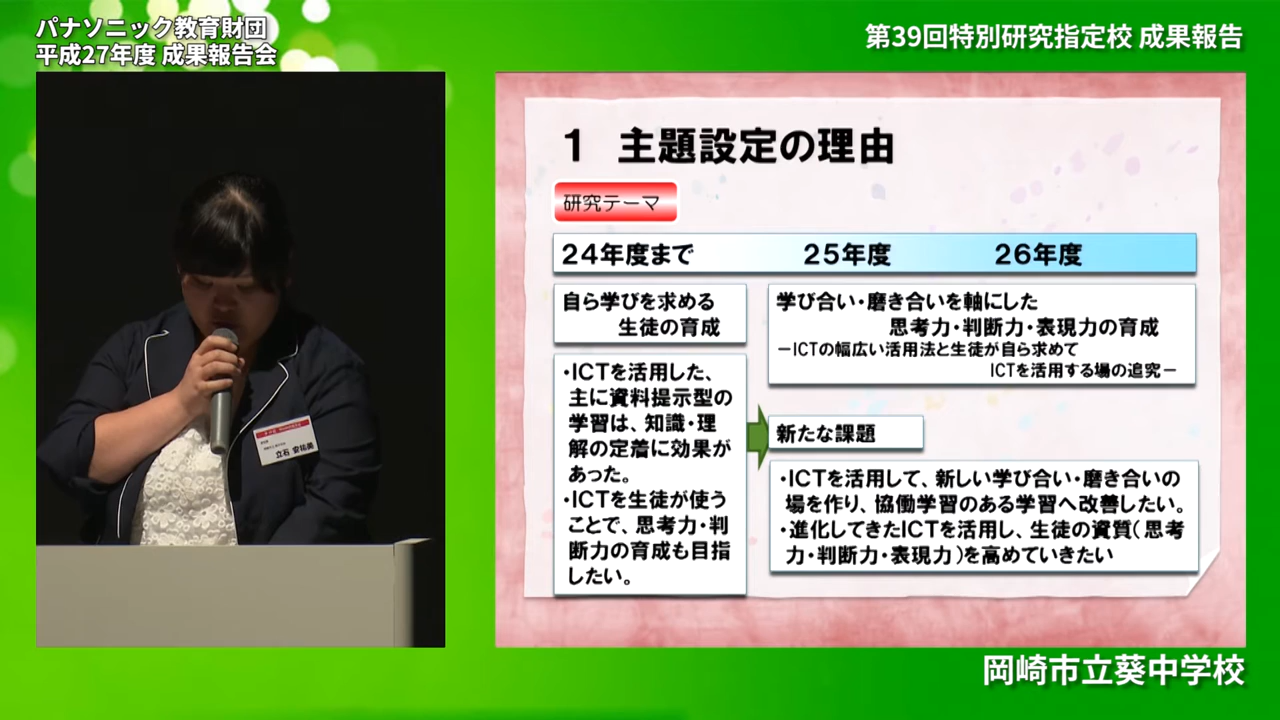 パナソニック教育財団
平成27年度 成果報告会
第39回特別研究指定校 成果報告
1 主題設定の理由
研究テーマ
24年度まで 25年度 26年度
自ら学びを求める
生徒の育成
・ICTを活用した、
主に資料提示型の
学習は、知識・理
解の定着に効果が
あった。
・ICTを生徒が使う
ことで、思考力・判
断力の育成も目指
したい。
学び合い・磨き合いを軸にした
思考力・判断力・表現力の育成
－ICTの幅広い活用法と生徒が自ら求めて
ICTを活用する場の追究－
新たな課題
・ICTを活用して、新しい学び合い・磨き合いの
場を作り、協働学習のある学習へ改善したい。
・進化してきたICTを活用し、生徒の資質(思考
力・判断力・表現力)を高めていきたい
立石 安祐美
岡崎市立葵中学校